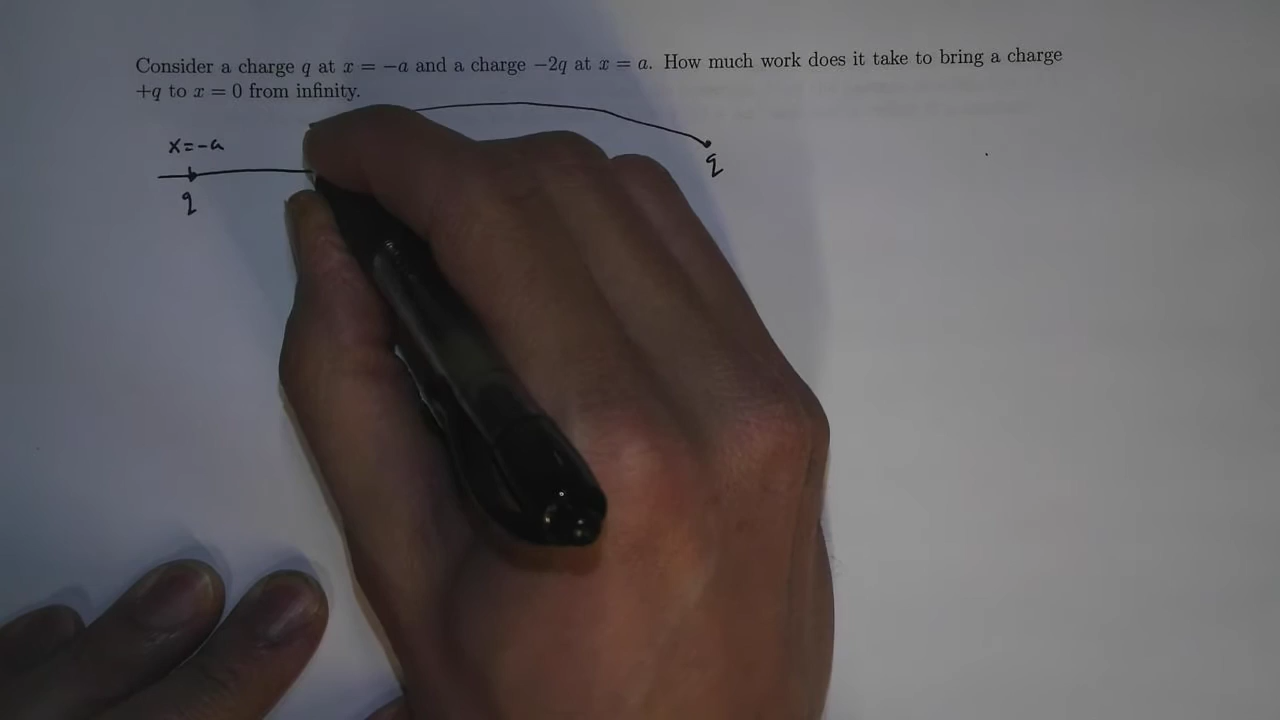 Consider a charge q at x = −a and a charge −2q at x = a. How much work does it take to bring a charge
+q to x = 0 from infinity.
x=-a
q
q